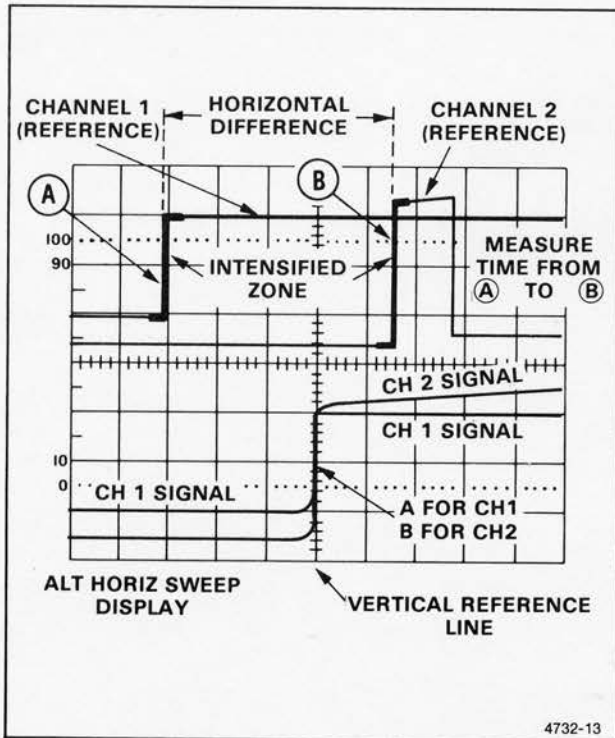 HORIZONTAL
DIFFERENCE
CHANNEL 1
(REFERENCE)
CHANNEL 2
(REFERENCE)
A
B
100
90
INTENSIFIED
ZONE
MEASURE
TIME FROM
A TO B
CH 2 SIGNAL
CH 1 SIGNAL
10
0
CH 1 SIGNAL
A FOR CH1
B FOR CH2
ALT HORIZ SWEEP
DISPLAY
VERTICAL REFERENCE
LINE
4732-13